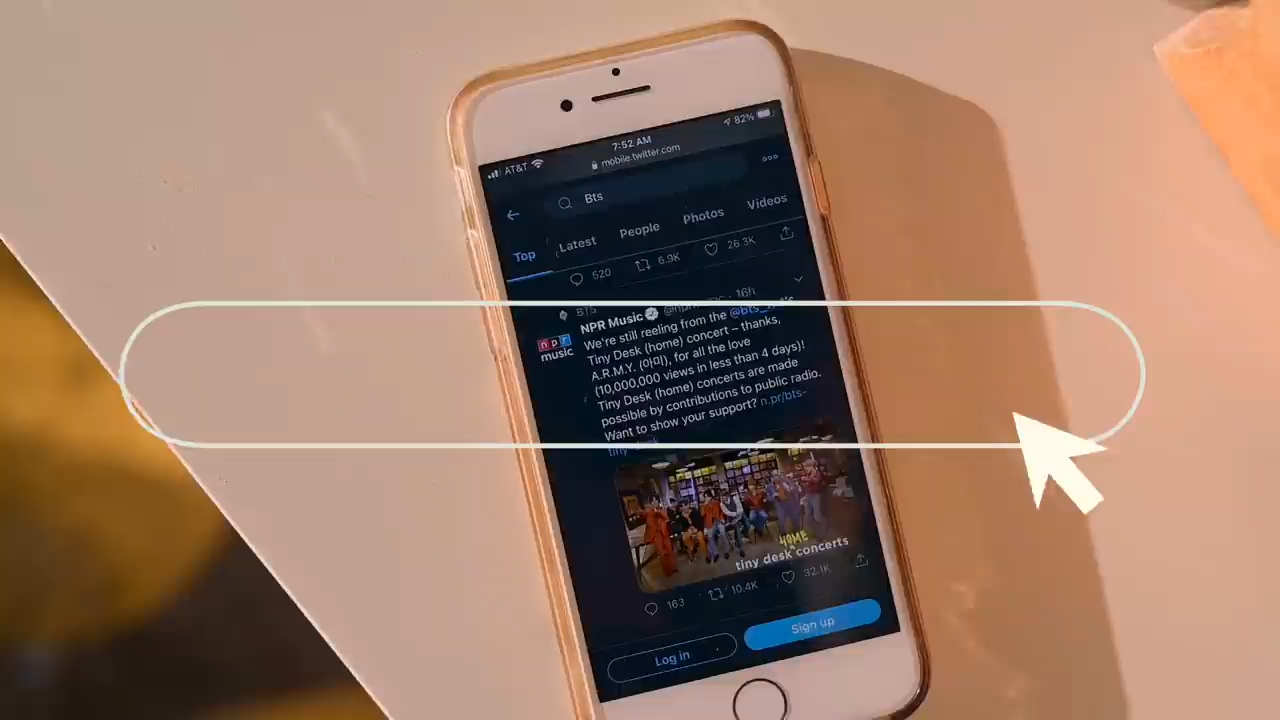 7:52 AM
82%
AT&T
mobile.twitter.com
Bts
Top
Latest
People
Photos
Videos
520
6.9K
26.3K
BTS
16h
NPR Music
npr
music
We're still reeling from the
Tiny Desk (home) concert – thanks,
A.R.M.Y. (아미), for all the love
(10,000,000 views in less than 4 days)!
Tiny Desk (home) concerts are made
possible by contributions to public radio.
Want to show your support? n.pr/bts-
HOME
tiny desk concerts
163
10.4K
32.1K
Log in
Sign up